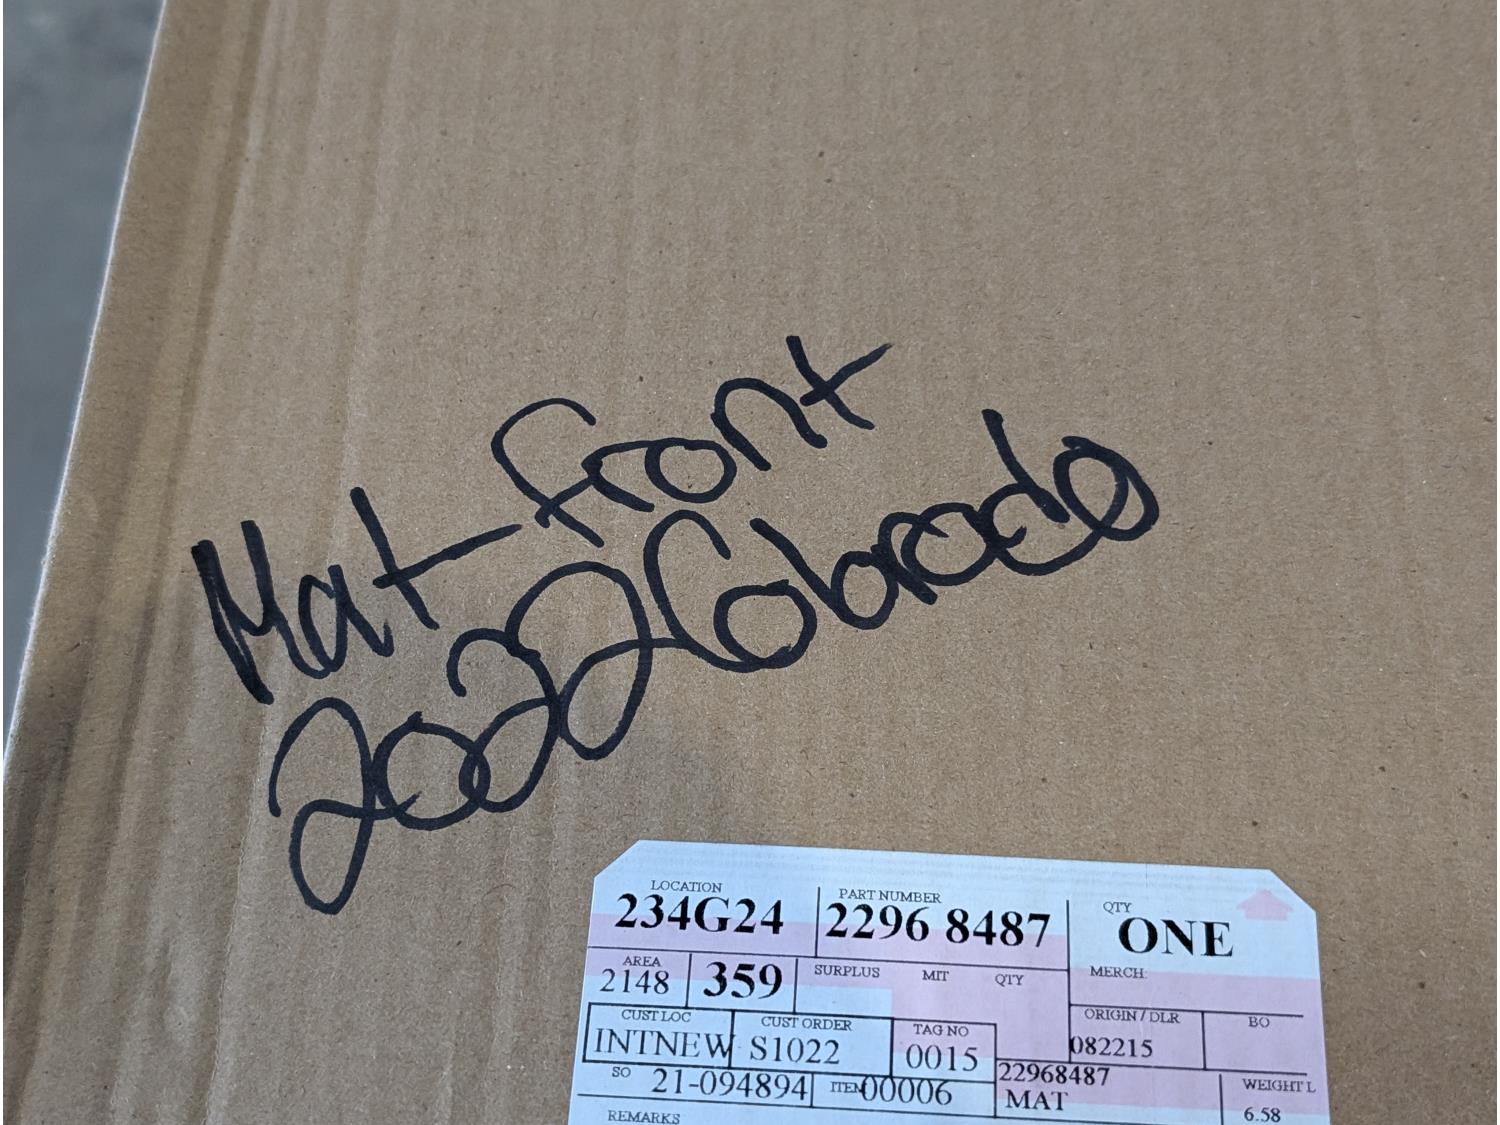 Mat-front
2022 Colorado
LOCATION PART NUMBER QTY
234G24 2296 8487 ONE
AREA SURPLUS MIT QTY MERCH
2148 359
CUST LOC CUST ORDER TAG NO ORIGIN / DLR BO
INTNEW S1022 0015 082215
SO 21-094894 ITEM 00006 22968487 WEIGHT L
MAT 6.58
REMARKS